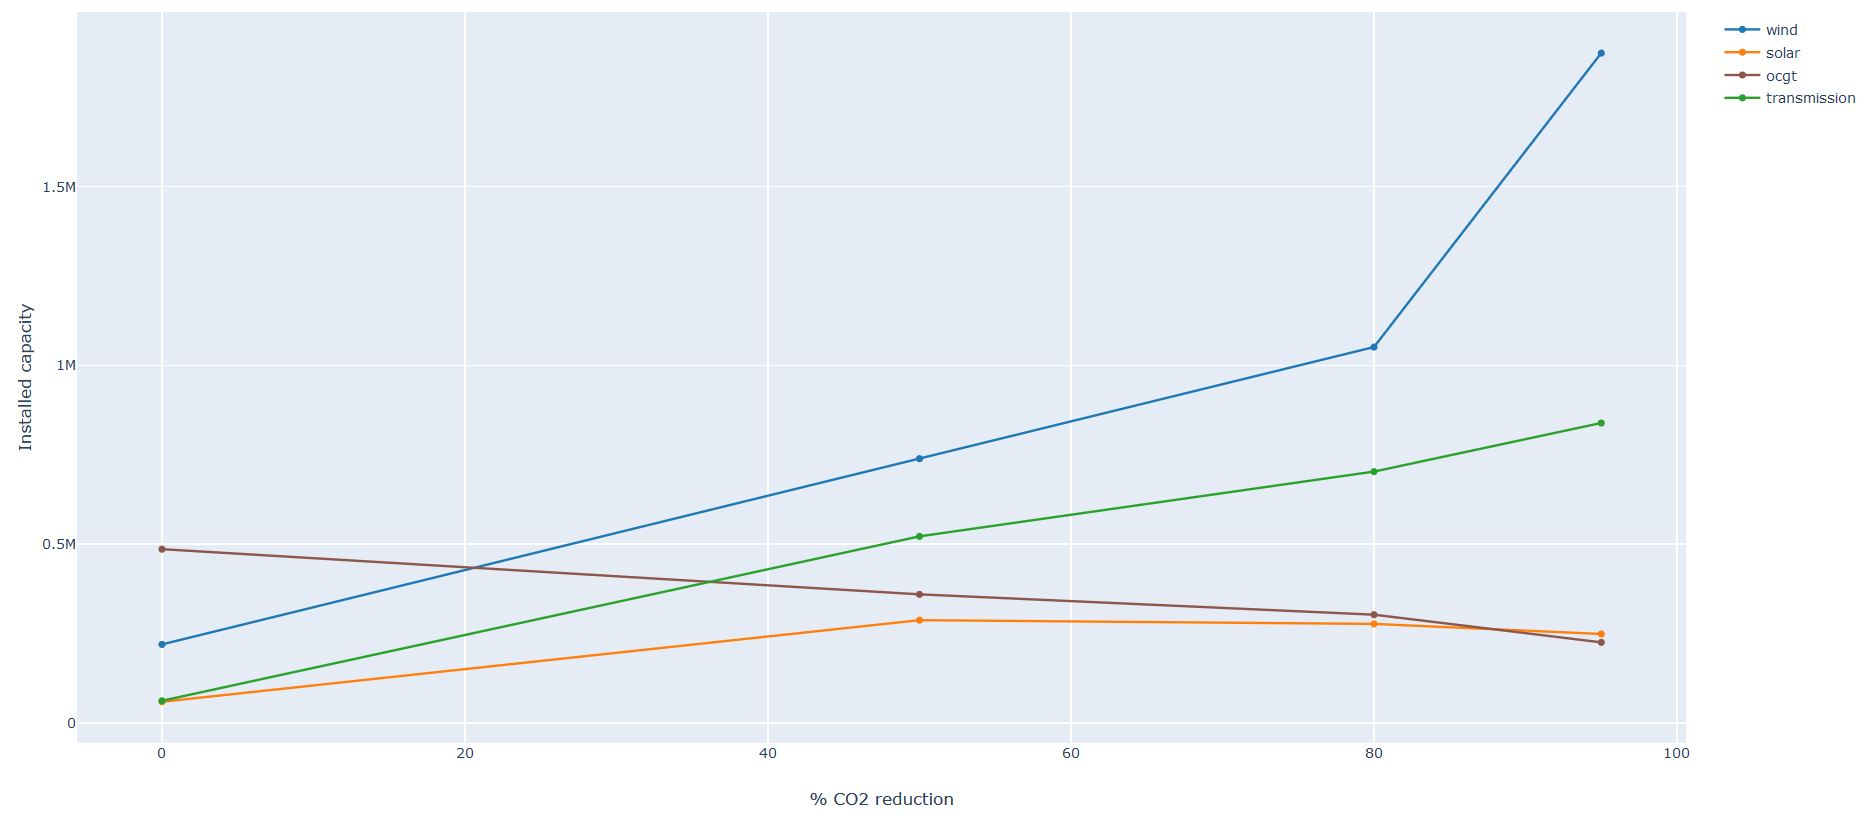 wind
solar
ocgt
transmission
Installed capacity
1.5M
1M
0.5M
0
0 20 40 60 80 100
% CO2 reduction